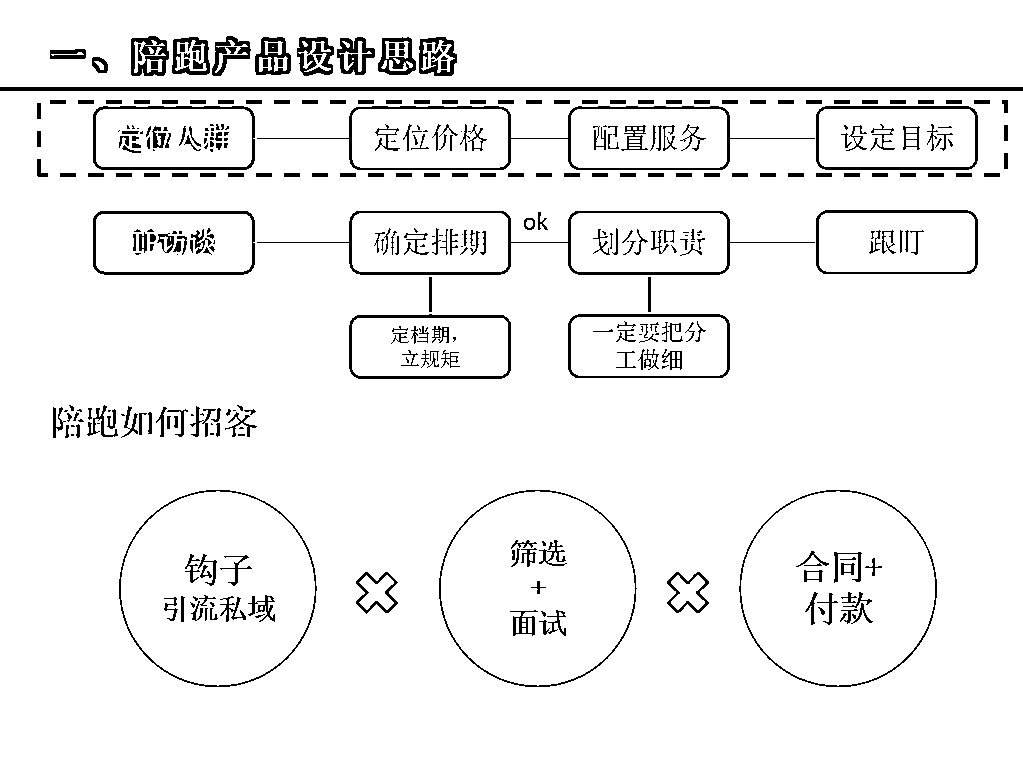 一、陪跑产品设计思路
定位人群
定位价格
配置服务
设定目标
IP访谈
确定排期
ok
划分职责
跟盯
定档期，
立规矩
一定要把分
工做细
陪跑如何招客
钩子
引流私域
筛选
+
面试
合同+
付款